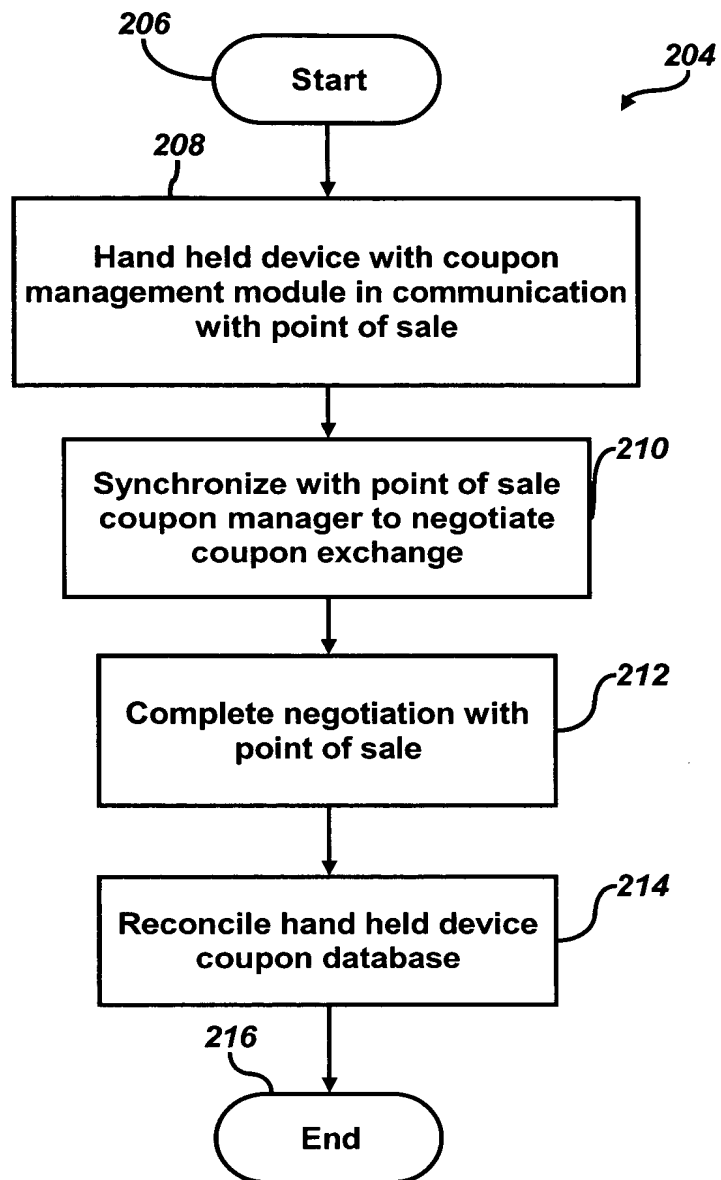 206
Start
204
208
Hand held device with coupon
management module in communication
with point of sale
210
Synchronize with point of sale
coupon manager to negotiate
coupon exchange
212
Complete negotiation with
point of sale
214
Reconcile hand held device
coupon database
216
End